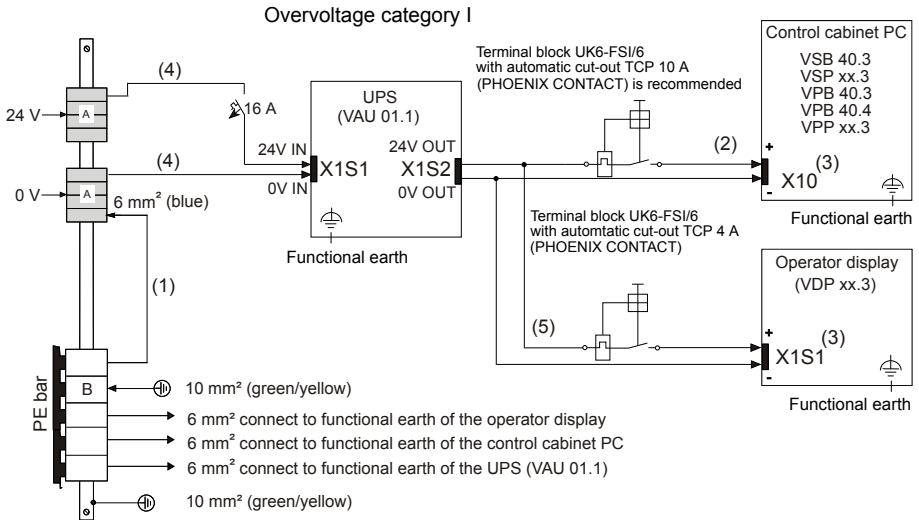 Overvoltage category I
Control cabinet PC
VSB 40.3
VSP xx.3
VPB 40.3
VPB 40.4
VPP xx.3
+
(3)
X10
-
Functional earth
Terminal block UK6-FSI/6
with automatic cut-out TCP 10 A
(PHOENIX CONTACT) is recommended
(2)
(4)
A
24 V
16 A
UPS
(VAU 01.1)
24V IN
24V OUT
X1S1
X1S2
0V IN
0V OUT
Functional earth
(4)
0 V
A
6 mm² (blue)
(1)
Terminal block UK6-FSI/6
with automtatic cut-out TCP 4 A
(PHOENIX CONTACT)
(5)
Operator display
(VDP xx.3)
+
(3)
X1S1
-
Functional earth
PE bar
B
10 mm² (green/yellow)
6 mm² connect to functional earth of the operator display
6 mm² connect to functional earth of the control cabinet PC
6 mm² connect to functional earth of the UPS (VAU 01.1)
10 mm² (green/yellow)